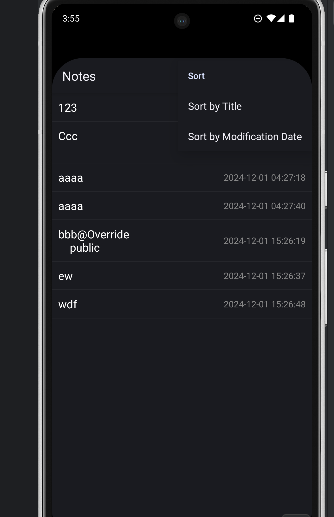 3:55
Notes
Sort
123
Sort by Title
Ccc
Sort by Modification Date
aaaa 2024-12-01 04:27:18
aaaa 2024-12-01 04:27:40
bbb@Override
public 2024-12-01 15:26:19
ew 2024-12-01 15:26:37
wdf 2024-12-01 15:26:48